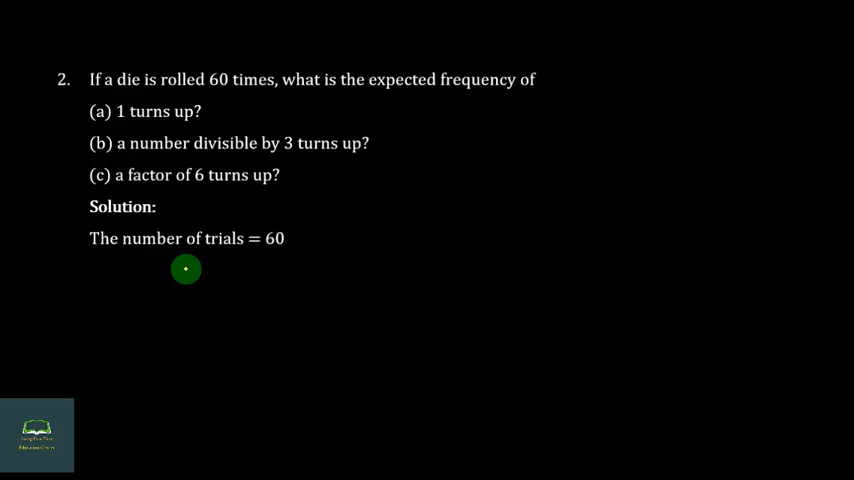 2. If a die is rolled 60 times, what is the expected frequency of
(a) 1 turns up?
(b) a number divisible by 3 turns up?
(c) a factor of 6 turns up?
Solution:
The number of trials = 60